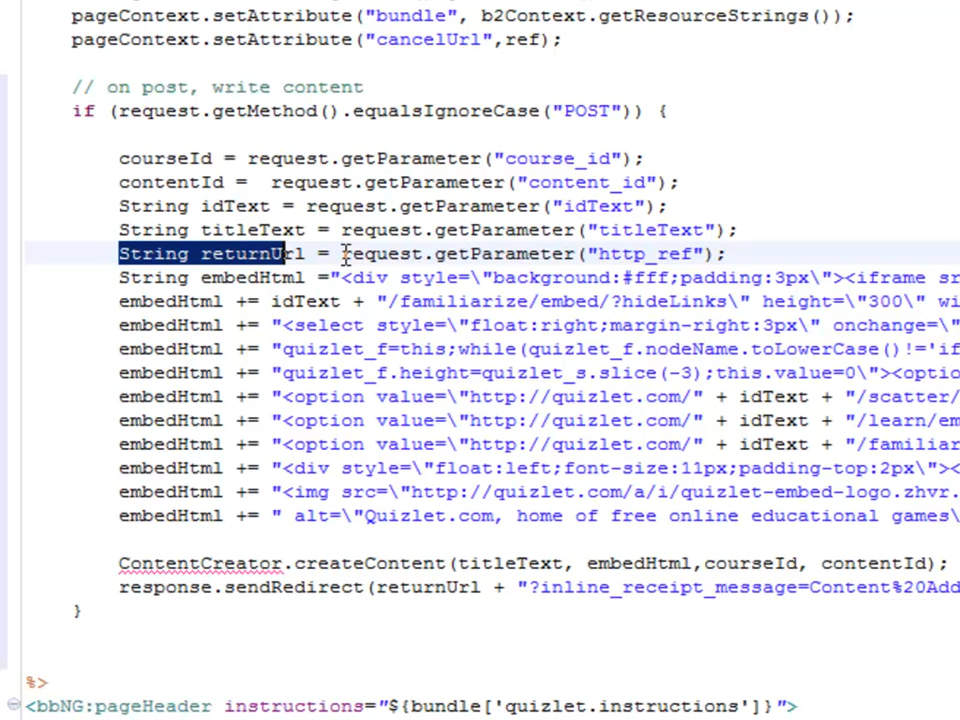 pageContext.setAttribute("bundle", b2Context.getResourceStrings());
pageContext.setAttribute("cancelUrl",ref);
// on post, write content
if (request.getMethod().equalsIgnoreCase("POST")) {
courseId = request.getParameter("course_id");
contentId =  request.getParameter("content_id");
String idText = request.getParameter("idText");
String titleText = request.getParameter("titleText");
String returnUrl = request.getParameter("http_ref");
String embedHtml ="<div style=\"background:#fff;padding:3px\"><iframe sr
embedHtml += idText + "/familiarize/embed/?hideLinks\" height=\"300\" wi
embedHtml += "<select style=\"float:right;margin-right:3px\" onchange=\"
embedHtml += "quizlet_f=this;while(quizlet_f.nodeName.toLowerCase()!='if
embedHtml += "quizlet_f.height=quizlet_s.slice(-3);this.value=0\"><optio
embedHtml += "<option value=\"http://quizlet.com/" + idText + "/scatter/
embedHtml += "<option value=\"http://quizlet.com/" + idText + "/learn/em
embedHtml += "<option value=\"http://quizlet.com/" + idText + "/familiar
embedHtml += "<div style=\"float:left;font-size:11px;padding-top:2px\"><
embedHtml += "<img src=\"http://quizlet.com/a/i/quizlet-embed-logo.zhvr.
embedHtml += " alt=\"Quizlet.com, home of free online educational games\
ContentCreator.createContent(titleText, embedHtml,courseId, contentId);
response.sendRedirect(returnUrl + "?inline_receipt_message=Content%20Add
}
%>
<bbNG:pageHeader instructions="${bundle['quizlet.instructions']}">